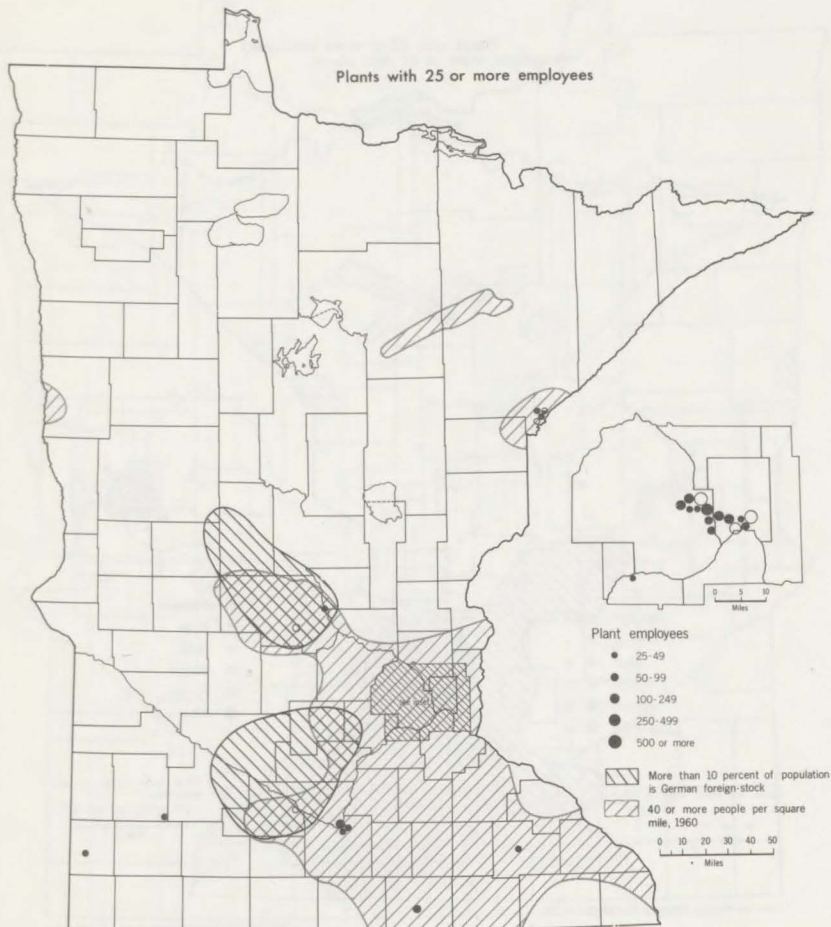 Plants with 25 or more employees
0 5 10
Miles
Plant employees
25-49
50-99
100-249
250-499
500 or more
More than 10 percent of population
is German foreign-stock
40 or more people per square
mile, 1960
0 10 20 30 40 50
Miles
see inset